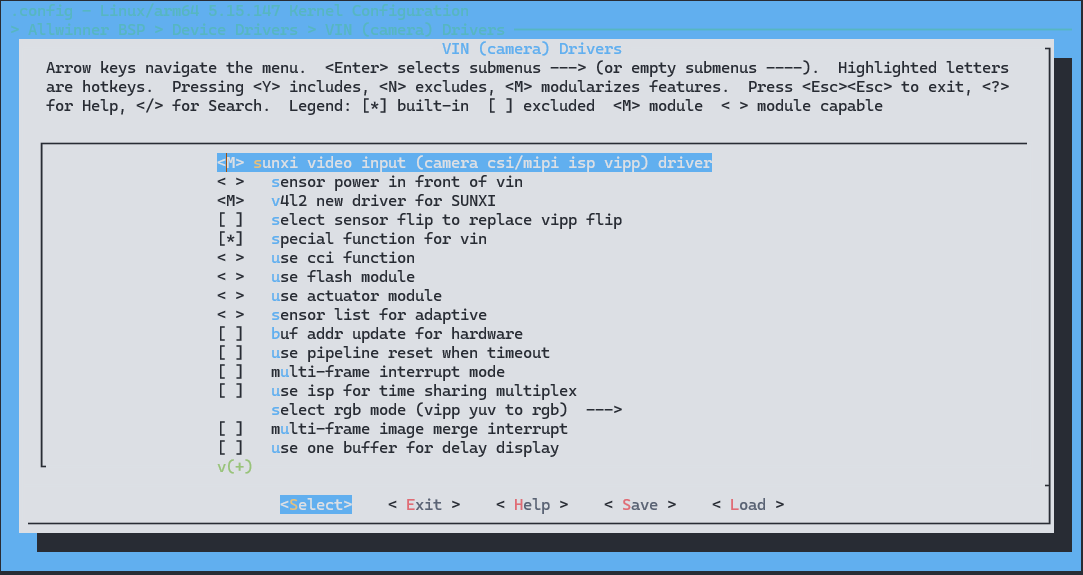 .config - Linux/arm64 5.15.147 Kernel Configuration
> Allwinner BSP > Device Drivers > VIN (camera) Drivers
VIN (camera) Drivers
Arrow keys navigate the menu.  <Enter> selects submenus ---> (or empty submenus ----).  Highlighted letters
are hotkeys.  Pressing <Y> includes, <N> excludes, <M> modularizes features.  Press <Esc><Esc> to exit, <?>
for Help, </> for Search.  Legend: [*] built-in  [ ] excluded  <M> module  < > module capable
<M> sunxi video input (camera csi/mipi isp vipp) driver
< >   sensor power in front of vin
<M>   v4l2 new driver for SUNXI
[ ]   select sensor flip to replace vipp flip
[*]   special function for vin
< >   use cci function
< >   use flash module
< >   use actuator module
< >   sensor list for adaptive
[ ]   buf addr update for hardware
[ ]   use pipeline reset when timeout
[ ]   multi-frame interrupt mode
[ ]   use isp for time sharing multiplex
select rgb mode (vipp yuv to rgb)  --->
[ ]   multi-frame image merge interrupt
[ ]   use one buffer for delay display
v(+)
<Select>    < Exit >    < Help >    < Save >    < Load >